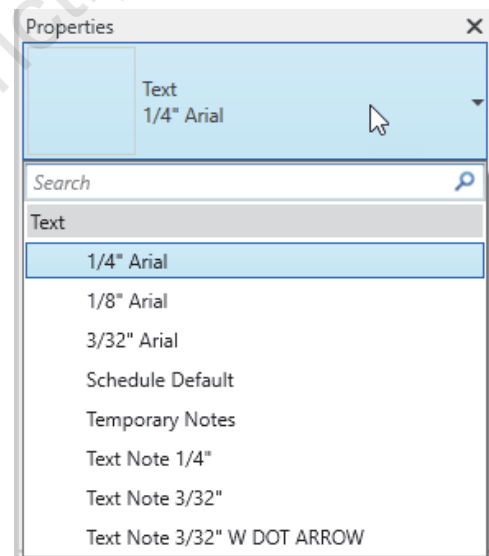 Properties
Text
1/4" Arial
Search
Text
1/4" Arial
1/8" Arial
3/32" Arial
Schedule Default
Temporary Notes
Text Note 1/4"
Text Note 3/32"
Text Note 3/32" W DOT ARROW